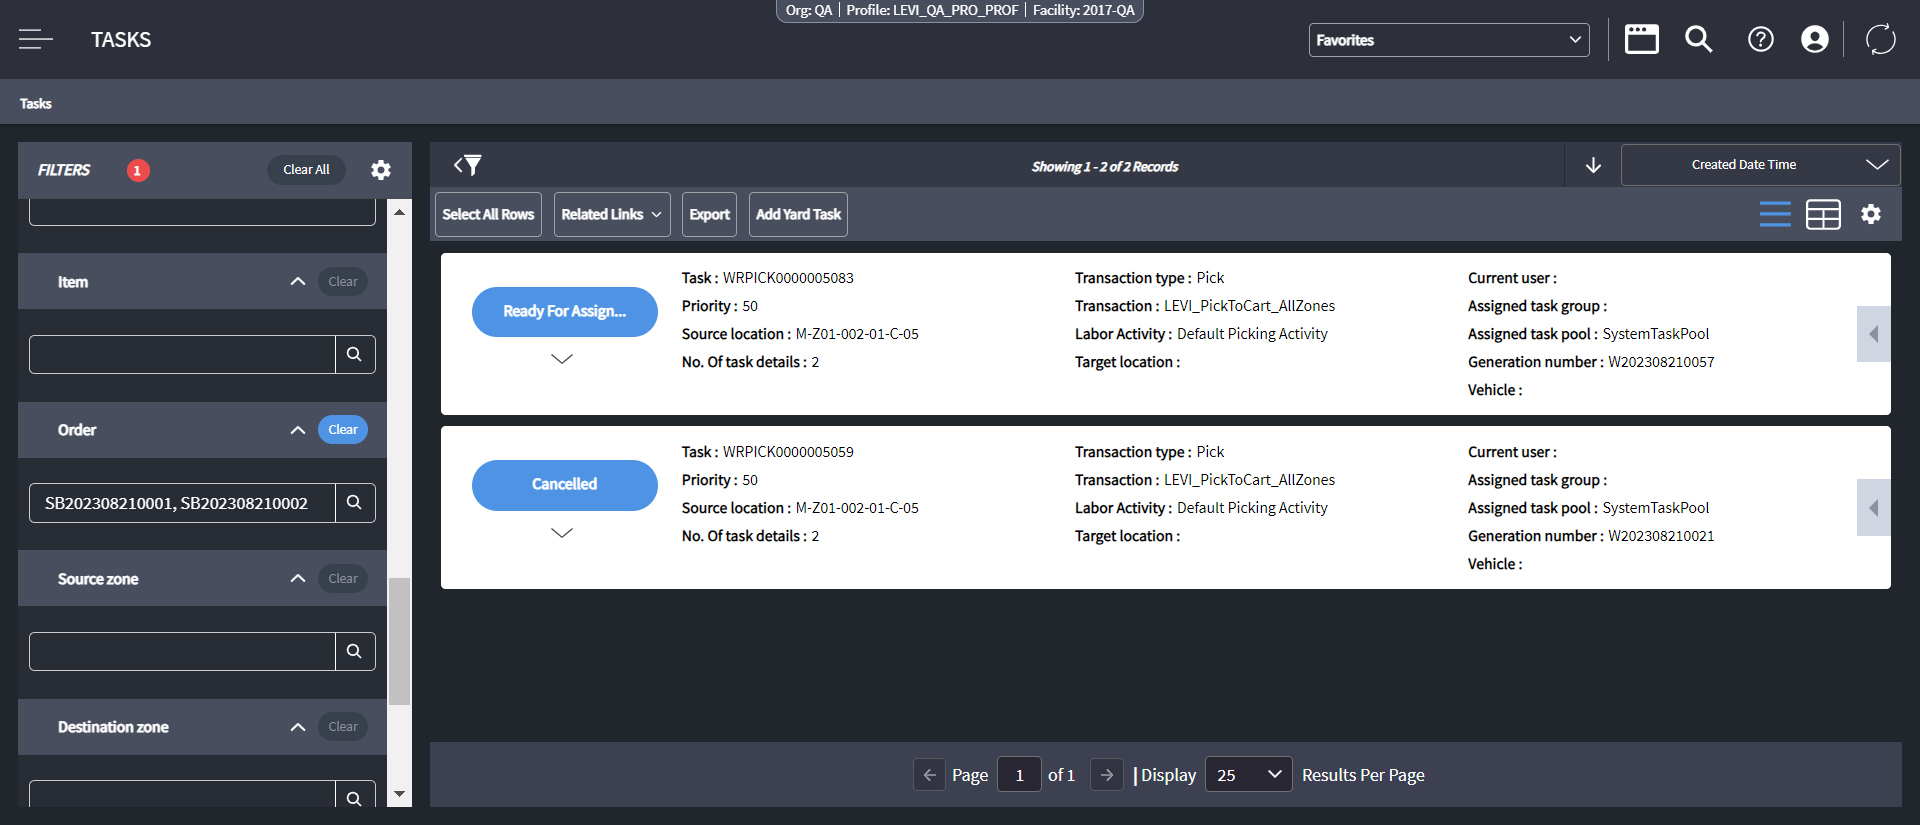 Org: QA | Profile: LEVI_QA_PRO_PROF | Facility: 2017-QA
TASKS
Favorites
Tasks
FILTERS 1 Clear All
Showing 1 - 2 of 2 Records
Created Date Time
Select All Rows Related Links Export Add Yard Task
Item Clear
Order Clear
SB202308210001, SB202308210002
Source zone Clear
Destination zone Clear
Ready For Assign...
Task : WRPICK0000005083
Priority : 50
Source location : M-Z01-002-01-C-05
No. Of task details : 2
Transaction type : Pick
Transaction : LEVI_PickToCart_AllZones
Labor Activity : Default Picking Activity
Target location :
Current user :
Assigned task group :
Assigned task pool : SystemTaskPool
Generation number : W202308210057
Vehicle :
Cancelled
Task : WRPICK0000005059
Priority : 50
Source location : M-Z01-002-01-C-05
No. Of task details : 2
Transaction type : Pick
Transaction : LEVI_PickToCart_AllZones
Labor Activity : Default Picking Activity
Target location :
Current user :
Assigned task group :
Assigned task pool : SystemTaskPool
Generation number : W202308210021
Vehicle :
Page 1 of 1 | Display 25 Results Per Page